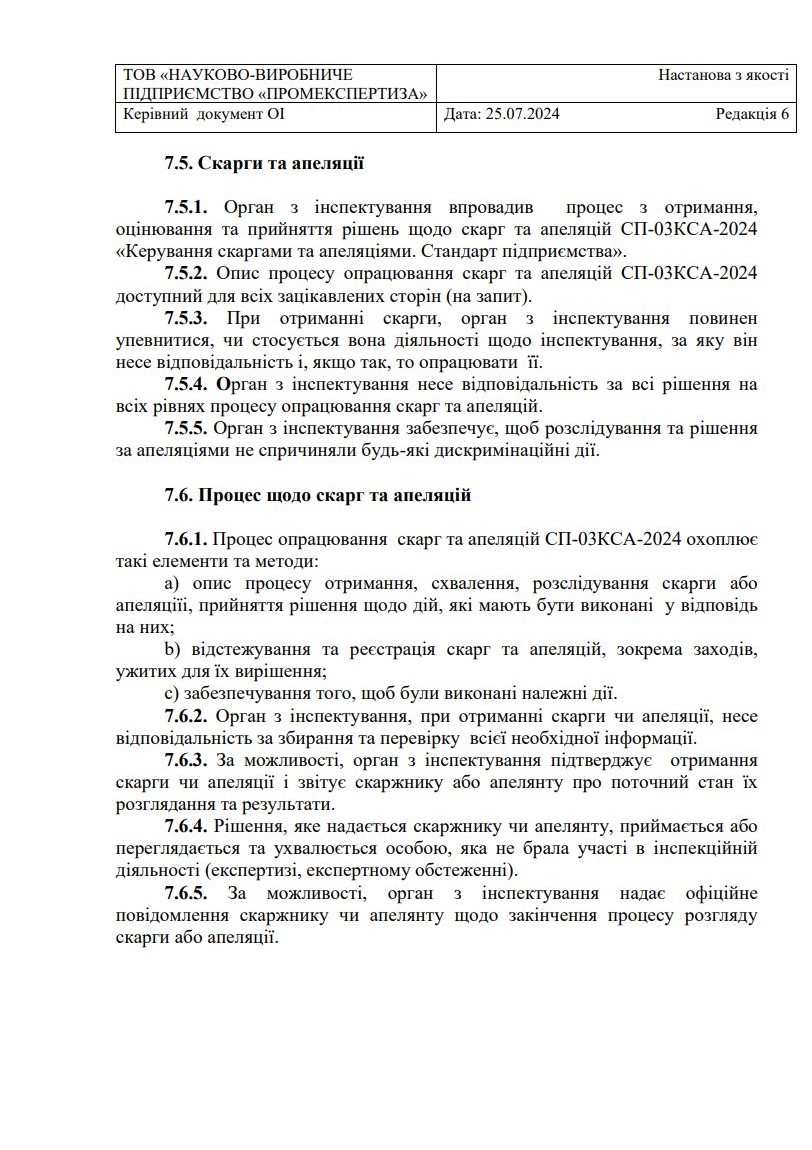 ТОВ «НАУКОВО-ВИРОБНИЧЕ
ПІДПРИЄМСТВО «ПРОМЕКСПЕРТИЗА»
Настанова з якості
Керівний документ ОІ
Дата: 25.07.2024
Редакція 6
7.5. Скарги та апеляції
7.5.1. Орган з інспектування впровадив процес з отримання,
оцінювання та прийняття рішень щодо скарг та апеляцій СП-03КСА-2024
«Керування скаргами та апеляціями. Стандарт підприємства».
7.5.2. Опис процесу опрацювання скарг та апеляцій СП-03КСА-2024
доступний для всіх зацікавлених сторін (на запит).
7.5.3. При отриманні скарги, орган з інспектування повинен
упевнитися, чи стосується вона діяльності щодо інспектування, за яку він
несе відповідальність і, якщо так, то опрацювати її.
7.5.4. Орган з інспектування несе відповідальність за всі рішення на
всіх рівнях процесу опрацювання скарг та апеляцій.
7.5.5. Орган з інспектування забезпечує, щоб розслідування та рішення
за апеляціями не спричиняли будь-які дискримінаційні дії.
7.6. Процес щодо скарг та апеляцій
7.6.1. Процес опрацювання скарг та апеляцій СП-03КСА-2024 охоплює
такі елементи та методи:
a) опис процесу отримання, схвалення, розслідування скарги або
апеляціїі, прийняття рішення щодо дій, які мають бути виконані у відповідь
на них;
b) відстежування та реєстрація скарг та апеляцій, зокрема заходів,
ужитих для їх вирішення;
c) забезпечування того, щоб були виконані належні дії.
7.6.2. Орган з інспектування, при отриманні скарги чи апеляції, несе
відповідальність за збирання та перевірку всієї необхідної інформації.
7.6.3. За можливості, орган з інспектування підтверджує отримання
скарги чи апеляції і звітує скаржнику або апелянту про поточний стан їх
розглядання та результати.
7.6.4. Рішення, яке надається скаржнику чи апелянту, приймається або
переглядається та ухвалюється особою, яка не брала участі в інспекційній
діяльності (експертизі, експертному обстеженні).
7.6.5. За можливості, орган з інспектування надає офіційне
повідомлення скаржнику чи апелянту щодо закінчення процесу розгляду
скарги або апеляції.